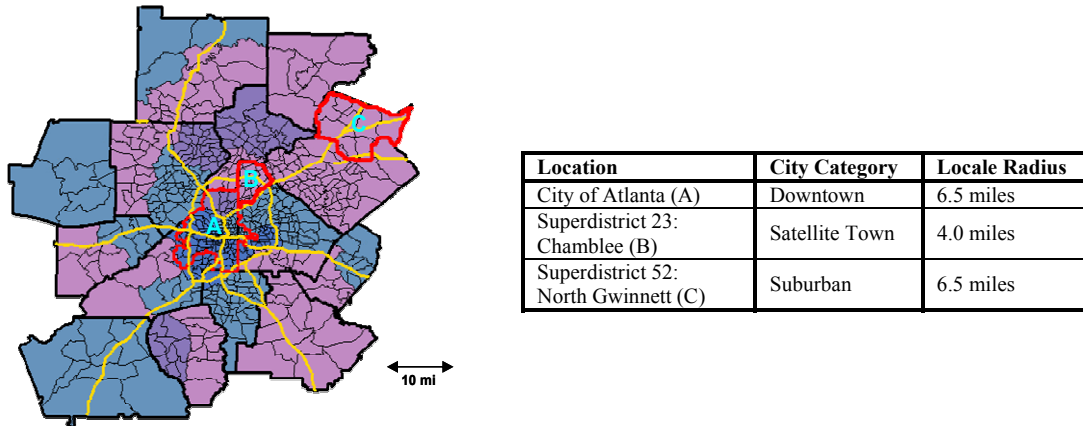 C
B
A
10 mi
Location City Category Locale Radius
City of Atlanta (A) Downtown 6.5 miles
Superdistrict 23:
Chamblee (B) Satellite Town 4.0 miles
Superdistrict 52:
North Gwinnett (C) Suburban 6.5 miles